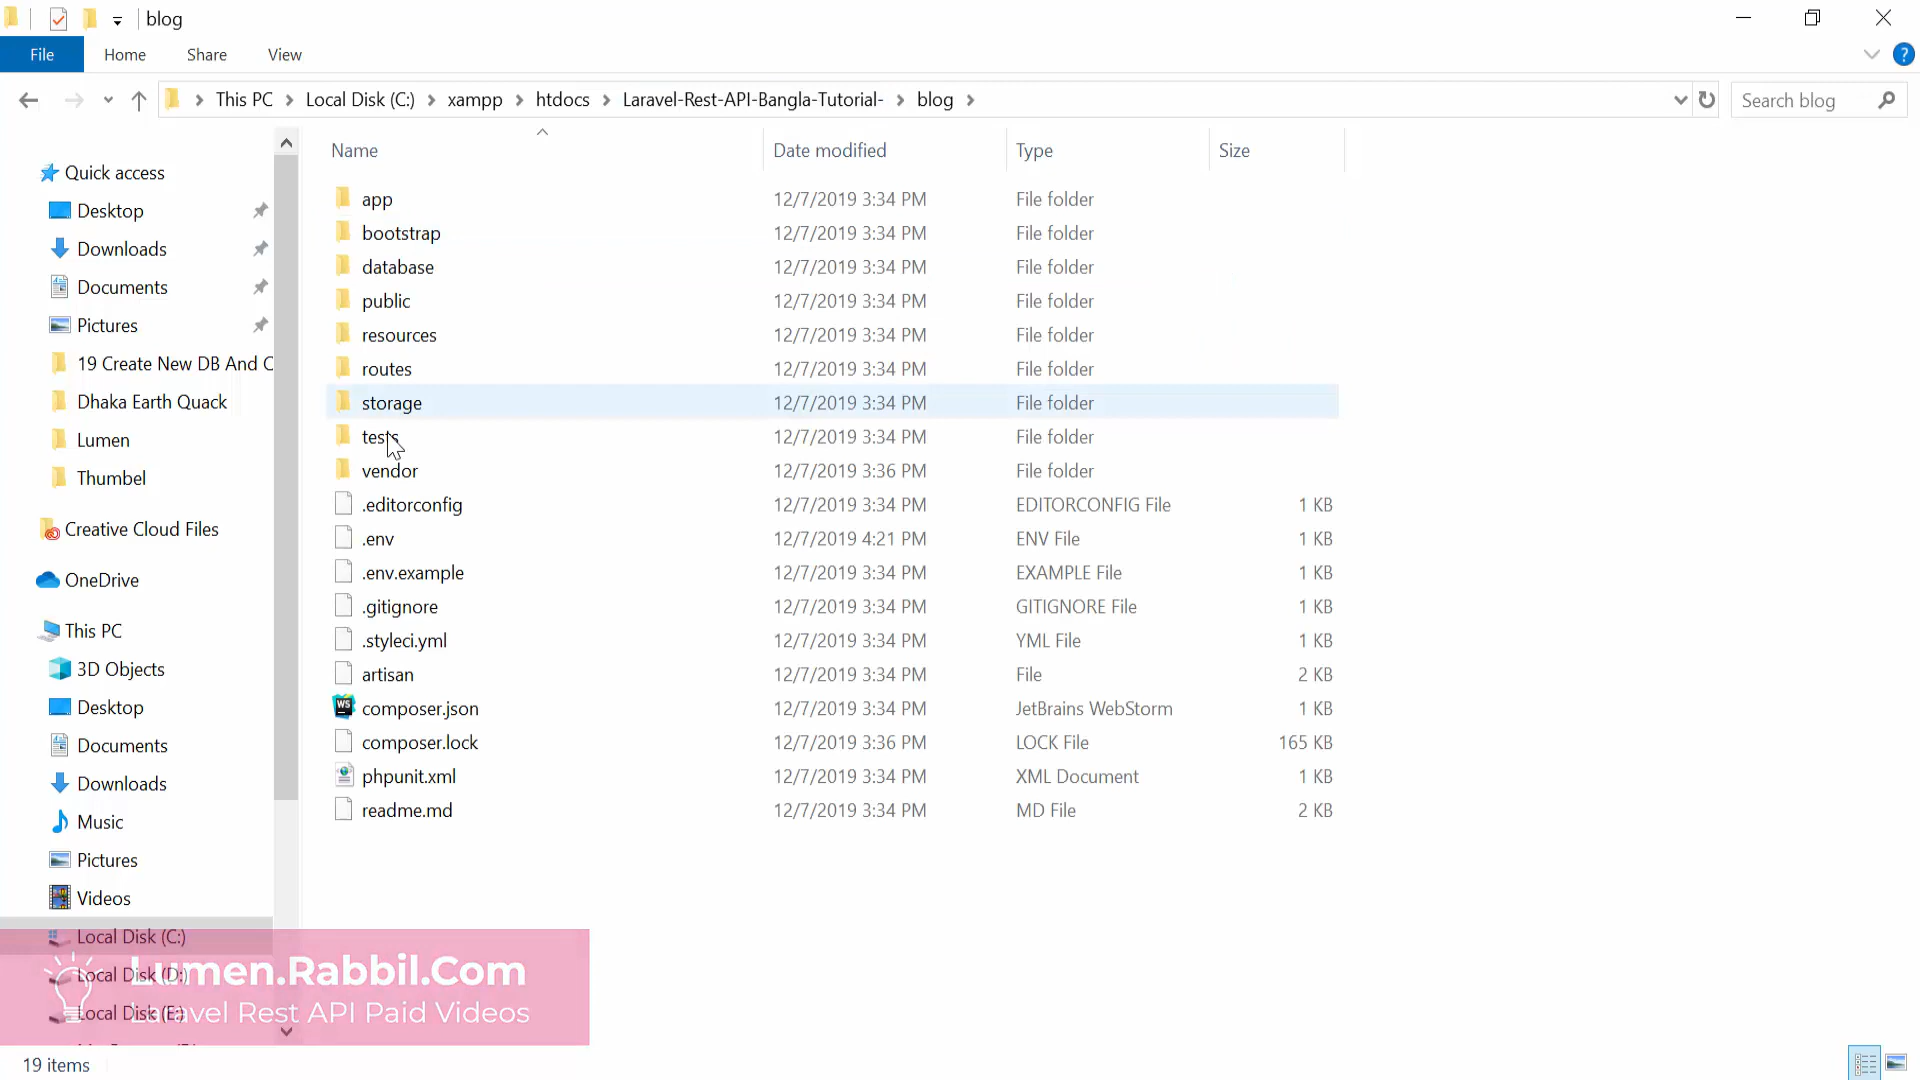 blog
File Home Share View
This PC Local Disk (C:) xampp htdocs Laravel-Rest-API-Bangla-Tutorial- blog
Search blog
Name Date modified Type Size
Quick access
Desktop
Downloads
Documents
Pictures
19 Create New DB And C
Dhaka Earth Quack
Lumen
Thumbel
Creative Cloud Files
OneDrive
This PC
3D Objects
Desktop
Documents
Downloads
Music
Pictures
Videos
Local Disk (C:)
Local Disk (D:)
Local Disk (E:)
app 12/7/2019 3:34 PM File folder
bootstrap 12/7/2019 3:34 PM File folder
database 12/7/2019 3:34 PM File folder
public 12/7/2019 3:34 PM File folder
resources 12/7/2019 3:34 PM File folder
routes 12/7/2019 3:34 PM File folder
storage 12/7/2019 3:34 PM File folder
tests 12/7/2019 3:34 PM File folder
vendor 12/7/2019 3:36 PM File folder
.editorconfig 12/7/2019 3:34 PM EDITORCONFIG File 1 KB
.env 12/7/2019 4:21 PM ENV File 1 KB
.env.example 12/7/2019 3:34 PM EXAMPLE File 1 KB
.gitignore 12/7/2019 3:34 PM GITIGNORE File 1 KB
.styleci.yml 12/7/2019 3:34 PM YML File 1 KB
artisan 12/7/2019 3:34 PM File 2 KB
WS composer.json 12/7/2019 3:34 PM JetBrains WebStorm 1 KB
composer.lock 12/7/2019 3:36 PM LOCK File 165 KB
phpunit.xml 12/7/2019 3:34 PM XML Document 1 KB
readme.md 12/7/2019 3:34 PM MD File 2 KB
Lumen.Rabbil.Com
Laravel Rest API Paid Videos
19 items